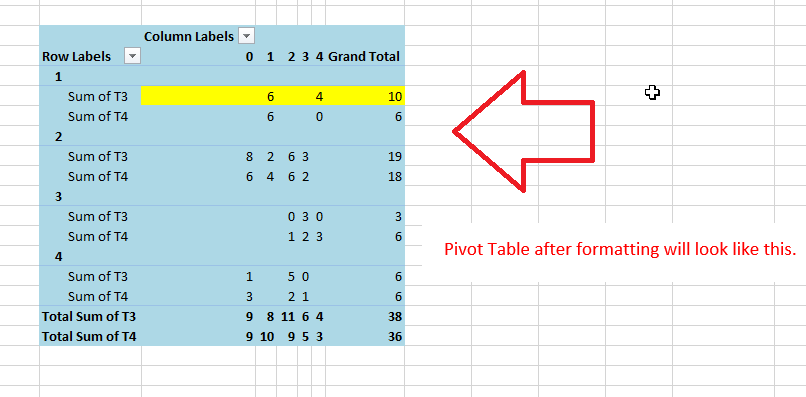 Column Labels
Row Labels 0 1 2 3 4 Grand Total
1
Sum of T3 6 4 10
Sum of T4 6 0 6
2
Sum of T3 8 2 6 3 19
Sum of T4 6 4 6 2 18
3
Sum of T3 0 3 0 3
Sum of T4 1 2 3 6
4
Sum of T3 1 5 0 6
Sum of T4 3 2 1 6
Total Sum of T3 9 8 11 6 4 38
Total Sum of T4 9 10 9 5 3 36
Pivot Table after formatting will look like this.